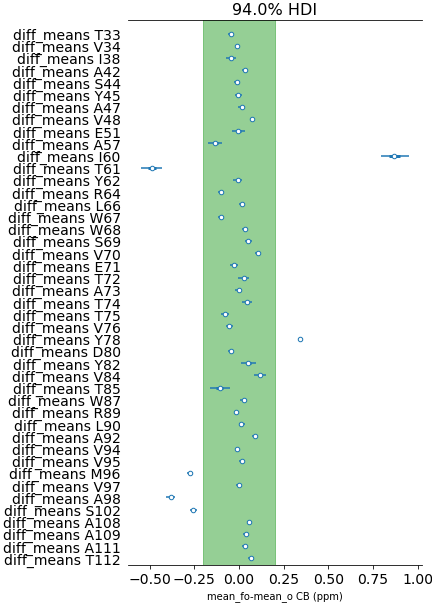 94.0% HDI
diff_means T33
diff_means V34
diff_means I38
diff_means A42
diff_means S44
diff_means Y45
diff_means A47
diff_means V48
diff_means E51
diff_means A57
diff_means I60
diff_means T61
diff_means Y62
diff_means R64
diff_means L66
diff_means W67
diff_means W68
diff_means S69
diff_means V70
diff_means E71
diff_means T72
diff_means A73
diff_means T74
diff_means T75
diff_means V76
diff_means Y78
diff_means D80
diff_means Y82
diff_means V84
diff_means T85
diff_means W87
diff_means R89
diff_means L90
diff_means A92
diff_means V94
diff_means V95
diff_means M96
diff_means V97
diff_means A98
diff_means S102
diff_means A108
diff_means A109
diff_means A111
diff_means T112
−0.50 −0.25 0.00 0.25 0.50 0.75 1.00
mean_fo-mean_o CB (ppm)